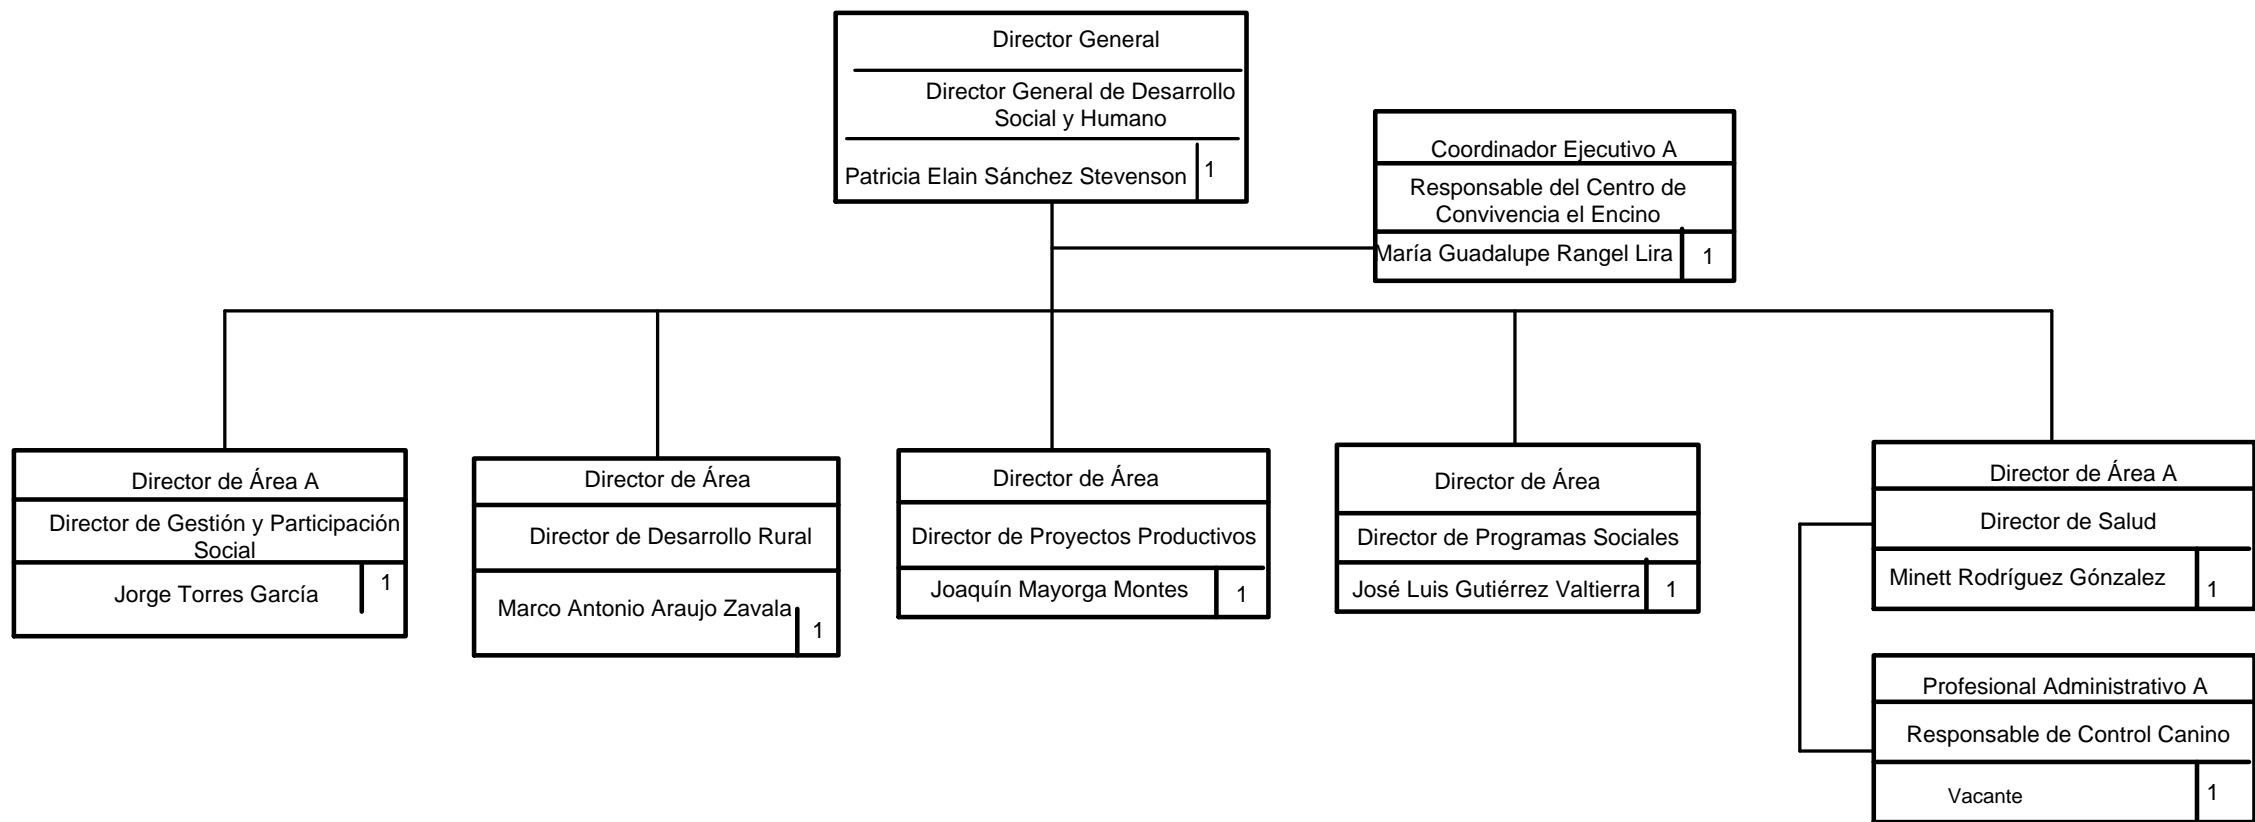 Director General
Director General de Desarrollo
Social y Humano
Patricia Elain Sánchez Stevenson 1
Coordinador Ejecutivo A
Responsable del Centro de
Convivencia el Encino
María Guadalupe Rangel Lira 1
Director de Área A
Director de Gestión y Participación
Social
Jorge Torres García 1
Director de Área
Director de Desarrollo Rural
Marco Antonio Araujo Zavala 1
Director de Área
Director de Proyectos Productivos
Joaquín Mayorga Montes 1
Director de Área
Director de Programas Sociales
José Luis Gutiérrez Valtierra 1
Director de Área A
Director de Salud
Minett Rodríguez Gónzalez 1
Profesional Administrativo A
Responsable de Control Canino
Vacante 1